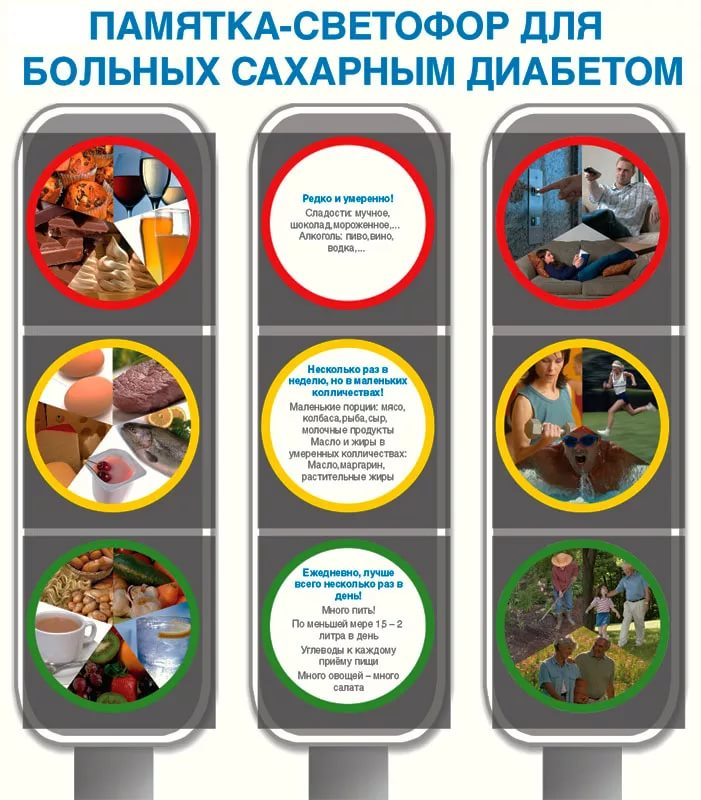 ПАМЯТКА-СВЕТОФОР ДЛЯ
БОЛЬНЫХ САХАРНЫМ ДИАБЕТОМ
Редко и умеренно!
Сладости: мучное,
шоколад,мороженное,...
Алкоголь: пиво,вино,
водка,...
Несколько раз в
неделю, но в маленьких
колличествах!
Маленькие порции: мясо,
колбаса,рыба,сыр,
молочные продукты
Масло и жиры в
умеренных колличествах:
Масло,маргарин,
растительные жиры
Ежедневно, лучше
всего несколько раз в
день!
Много пить!
По меньшей мере 15 – 2
литра в день
Углеводы к каждому
приёму пищи
Много овощей – много
салата